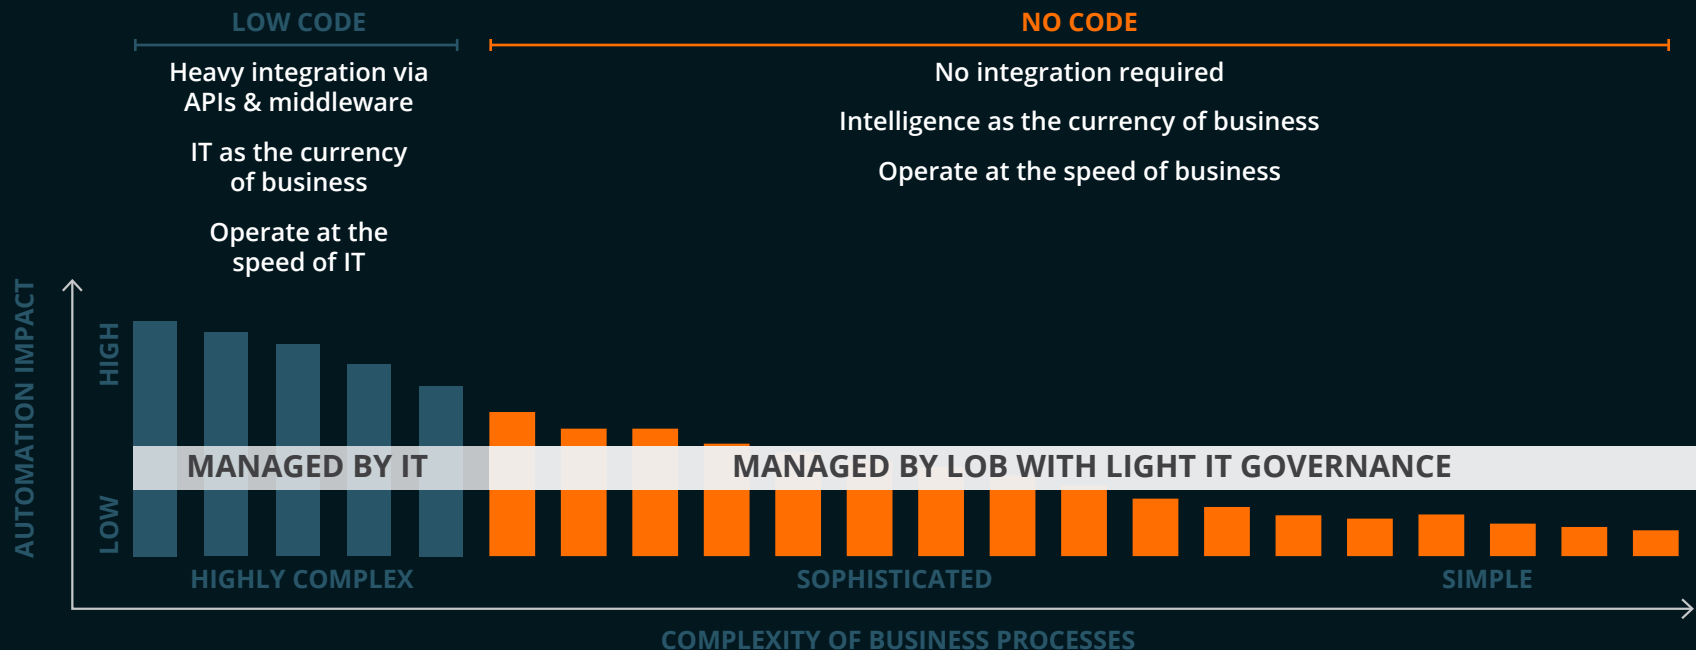 LOW CODE
Heavy integration via
APIs & middleware
IT as the currency
of business
Operate at the
speed of IT
NO CODE
No integration required
Intelligence as the currency of business
Operate at the speed of business
AUTOMATION IMPACT
HIGH
LOW
MANAGED BY IT
MANAGED BY LOB WITH LIGHT IT GOVERNANCE
HIGHLY COMPLEX
SOPHISTICATED
SIMPLE
COMPLEXITY OF BUSINESS PROCESSES